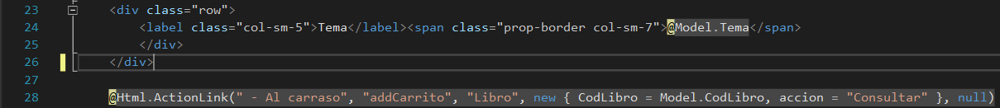 23 <div class="row">
24 <label class="col-sm-5">Tema</label><span class="prop-border col-sm-7">@Model.Tema</span>
25 </div>
26 </div>
27
28 @Html.ActionLink(" - Al carraso", "addCarrito", "Libro", new { CodLibro = Model.CodLibro, accion = "Consultar" }, null)